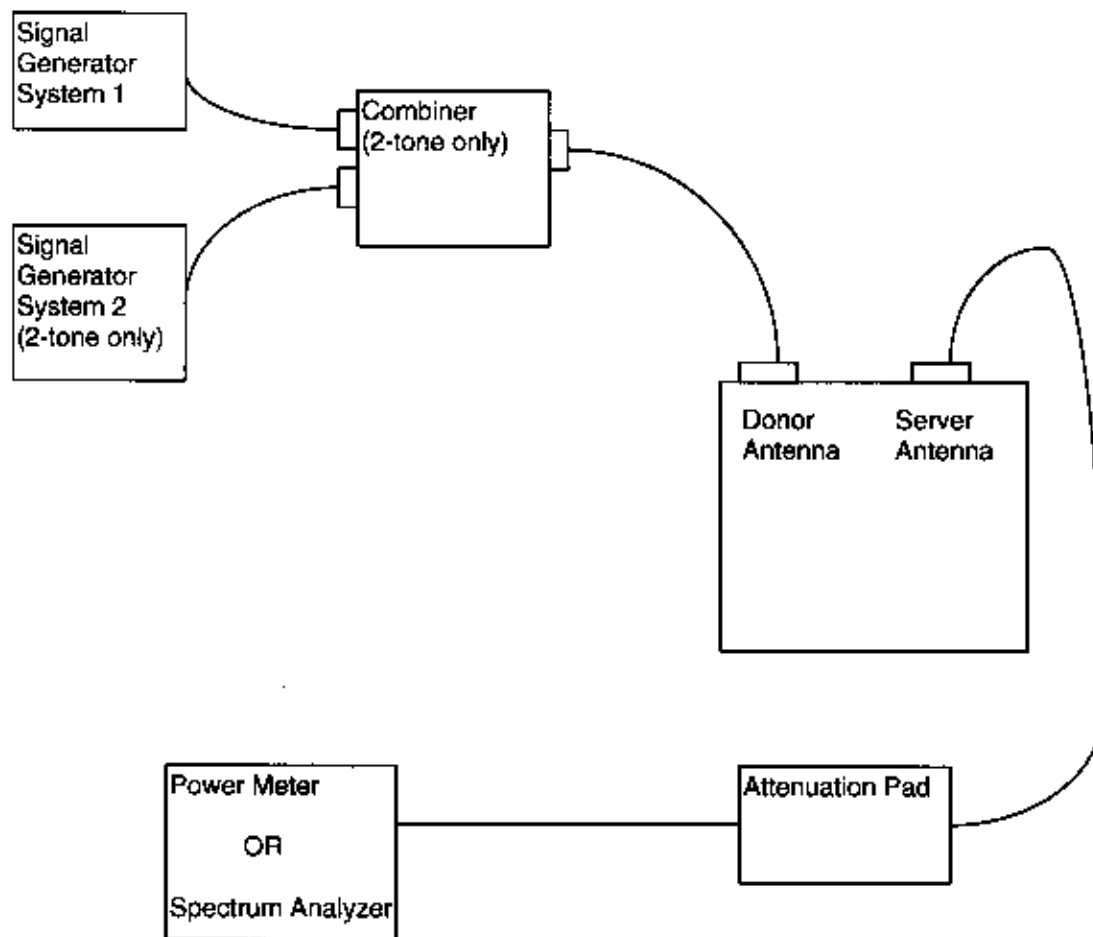 Signal
Generator
System 1
Combiner
(2-tone only)
Signal
Generator
System 2
(2-tone only)
Donor
Antenna
Server
Antenna
Power Meter
OR
Spectrum Analyzer
Attenuation Pad